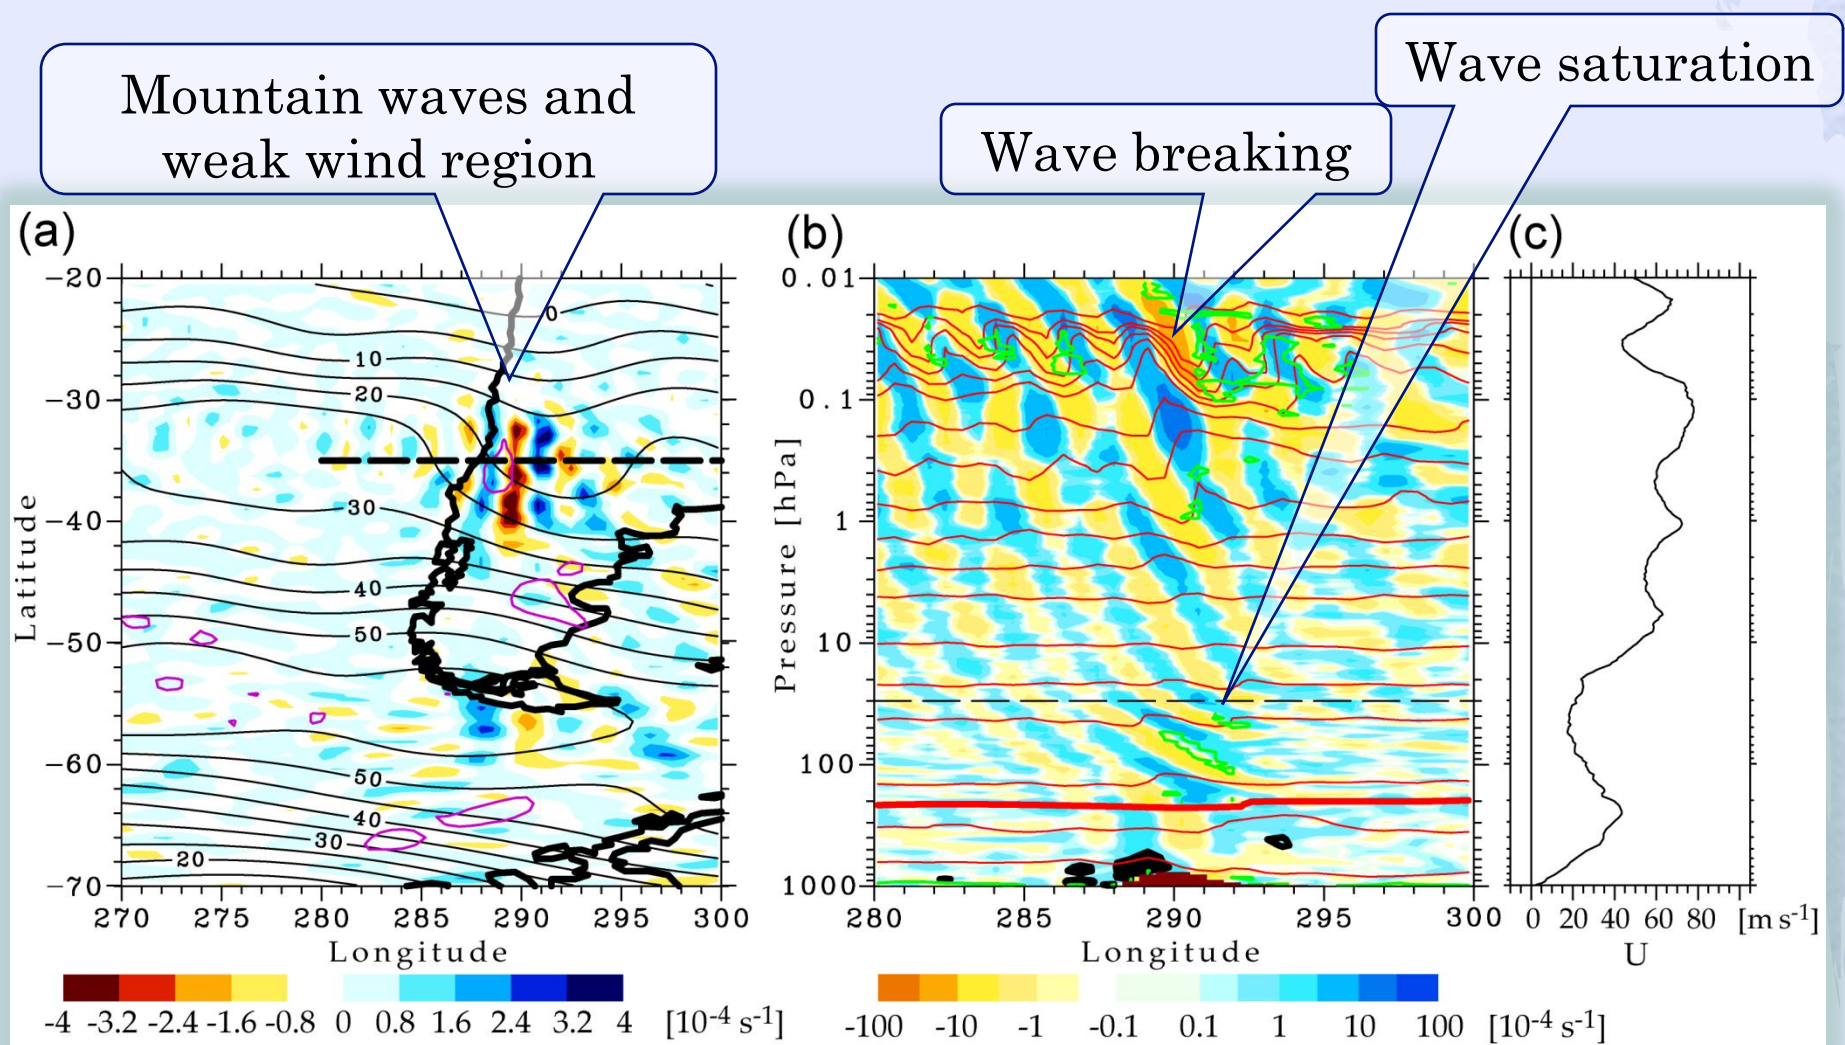 Mountain waves and
weak wind region
Wave breaking
Wave saturation
(a)
(b)
(c)
-20
-30
-40
-50
-60
-70
Latitude
0
10
20
30
40
50
50
40
30
20
270 275 280 285 290 295 300
Longitude
-4 -3.2 -2.4 -1.6 -0.8 0 0.8 1.6 2.4 3.2 4 [10⁻⁴ s⁻¹]
0.01
0.1
1
10
100
1000
Pressure [hPa]
280 285 290 295 300
Longitude
-100 -10 -1 -0.1 0.1 1 10 100 [10⁻⁴ s⁻¹]
0 20 40 60 80 [m s⁻¹]
U